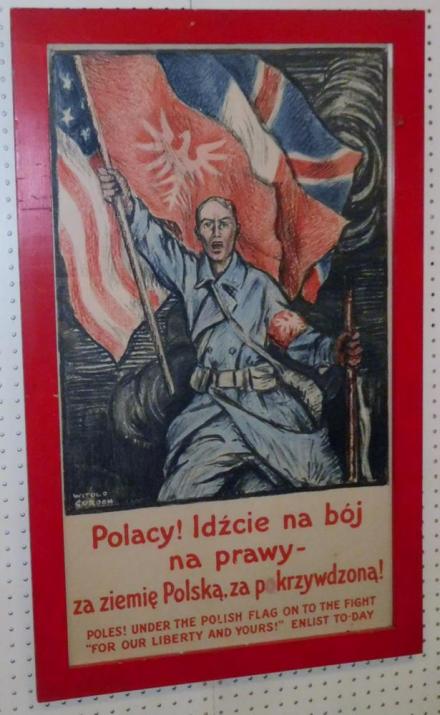 WITOLD
GORDON
Polacy! Idźcie na bój
na prawy-
za ziemię Polską, za pokrzywdzoną!
POLES! UNDER THE POLISH FLAG ON TO THE FIGHT
"FOR OUR LIBERTY AND YOURS!" ENLIST TO-DAY